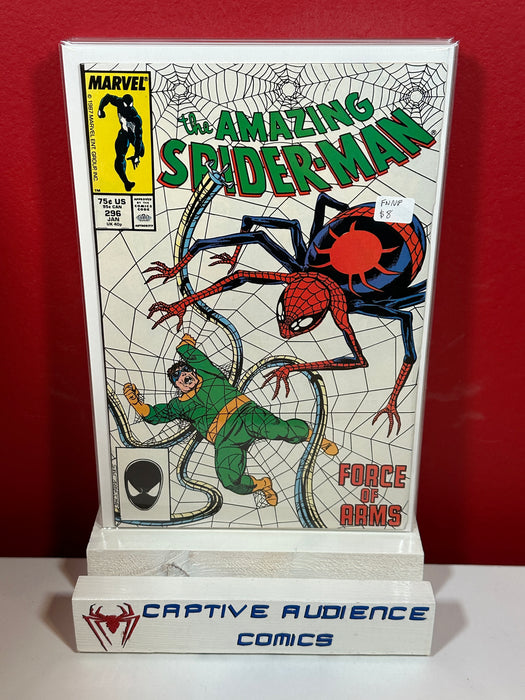 MARVEL
© 1987 MARVEL ENT. GROUP, INC.
TM
75¢ US
95¢ CAN
296
JAN
UK 40p
APPROVED
BY THE
COMICS
CODE
AUTHORITY
the AMAZING
SPIDER-MAN
FN/VF
$8
FORCE
OF
ARMS
CAPTIVE AUDIENCE
COMICS